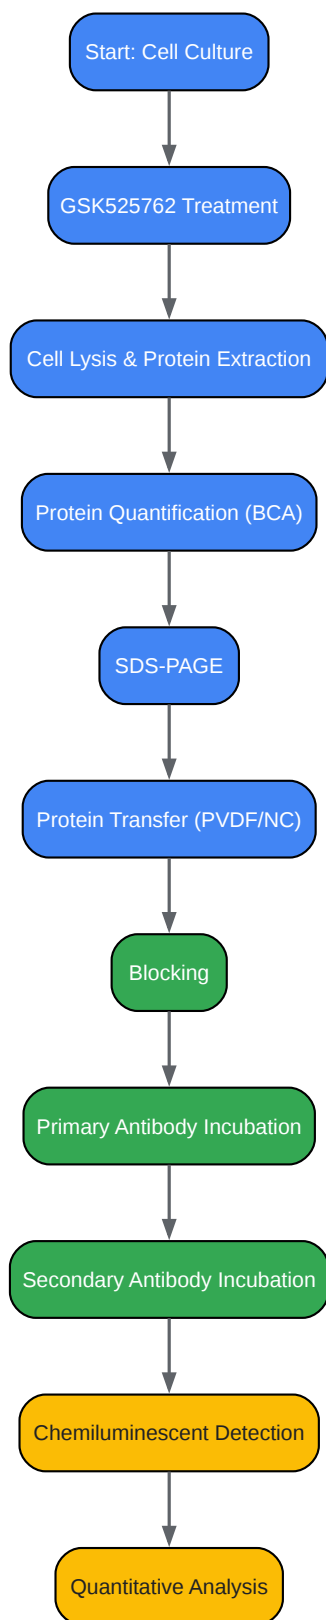 Start: Cell Culture
GSK525762 Treatment
Cell Lysis & Protein Extraction
Protein Quantification (BCA)
SDS-PAGE
Protein Transfer (PVDF/NC)
Blocking
Primary Antibody Incubation
Secondary Antibody Incubation
Chemiluminescent Detection
Quantitative Analysis